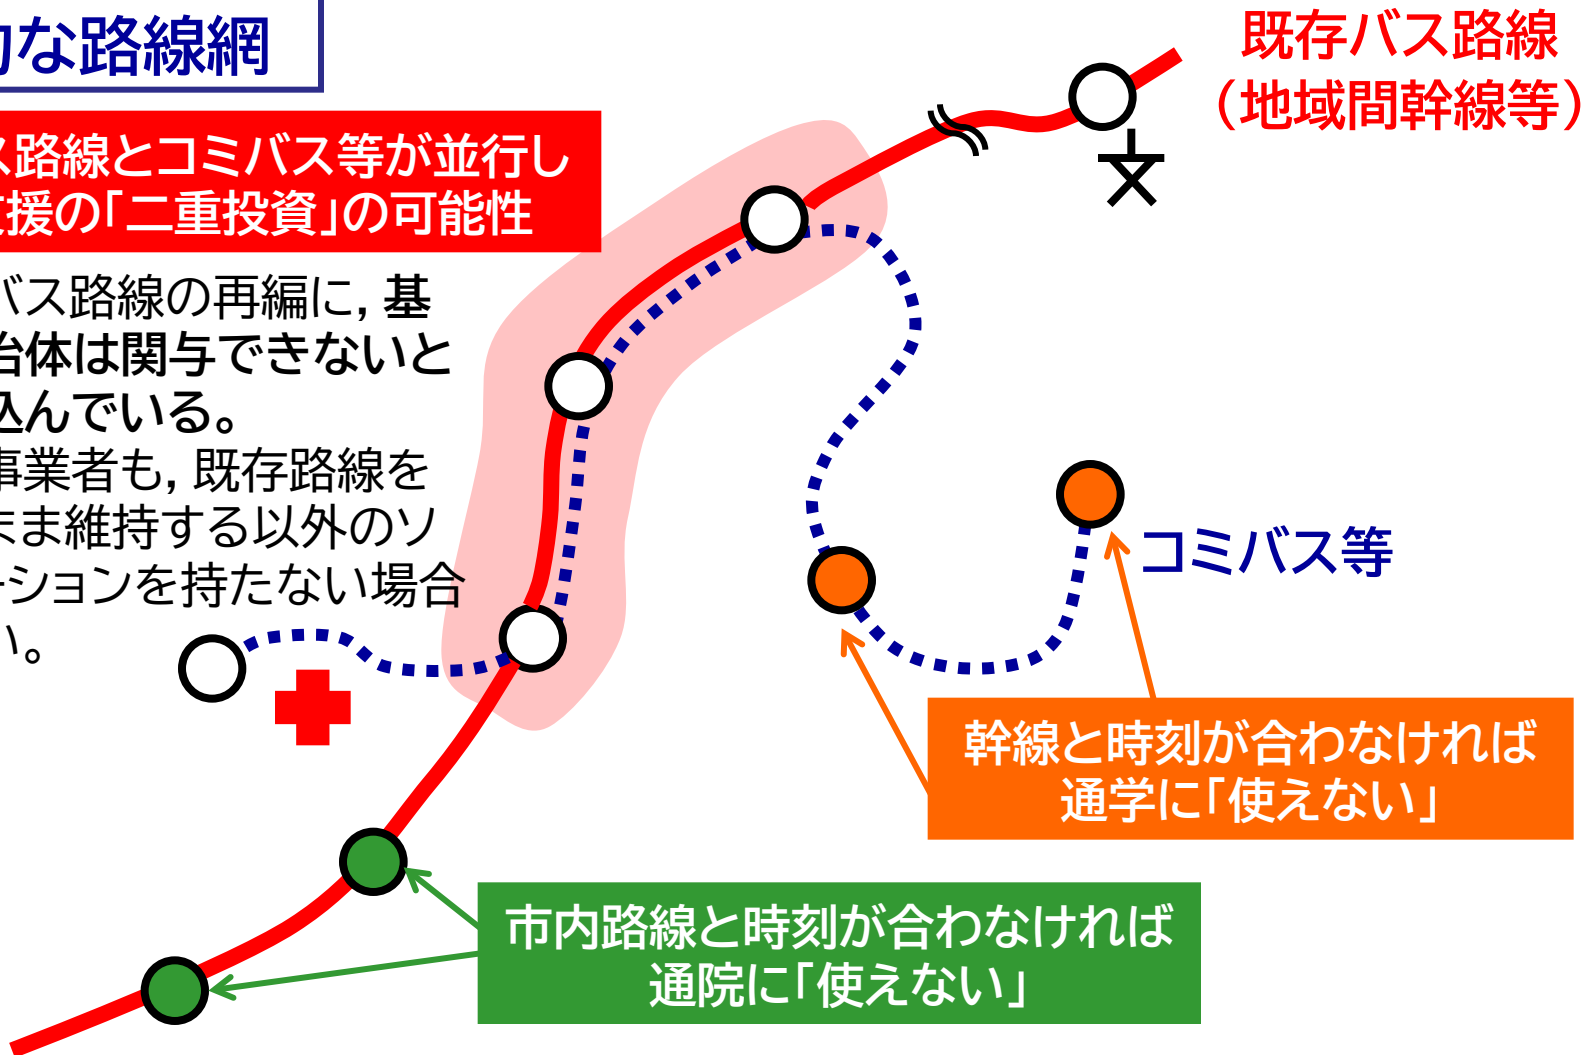 な路線網
既存バス路線
（地域間幹線等）
路線とコミバス等が並行し
援の「二重投資」の可能性
バス路線の再編に，基
治体は関与できないと
込んでいる。
事業者も，既存路線を
まま維持する以外のソ
ーションを持たない場合
い。
コミバス等
幹線と時刻が合わなければ
通学に「使えない」
市内路線と時刻が合わなければ
通院に「使えない」